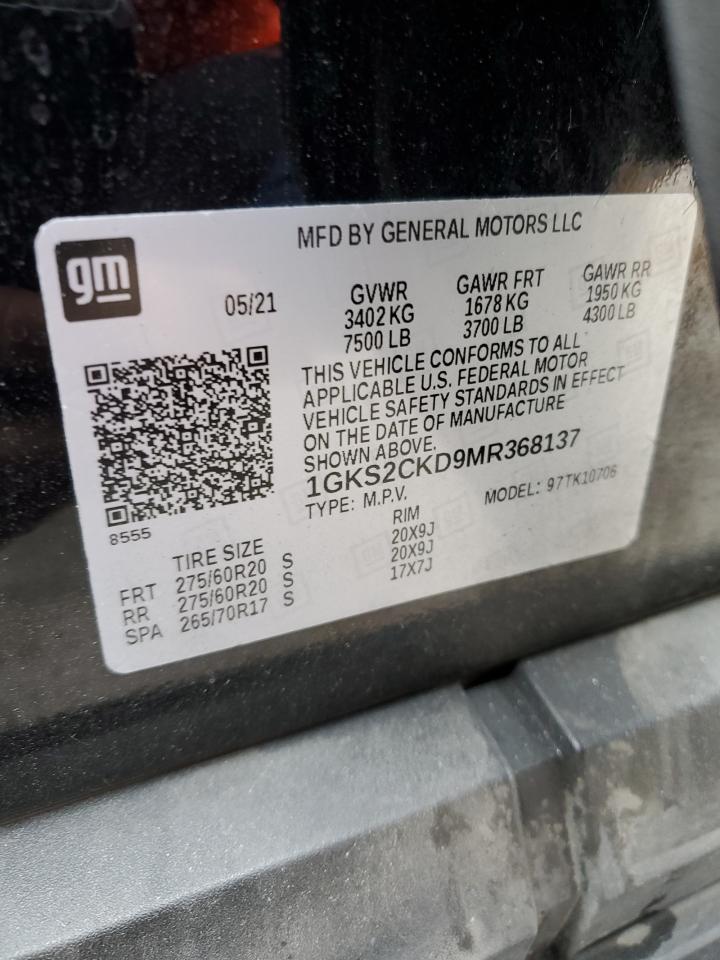 MFD BY GENERAL MOTORS LLC
gm
05/21
GVWR GAWR FRT GAWR RR
3402 KG 1678 KG 1950 KG
7500 LB 3700 LB 4300 LB
THIS VEHICLE CONFORMS TO ALL
APPLICABLE U.S. FEDERAL MOTOR
VEHICLE SAFETY STANDARDS IN EFFECT
ON THE DATE OF MANUFACTURE
SHOWN ABOVE.
1GKS2CKD9MR368137
TYPE: M.P.V. MODEL: 97TK10706
8555
TIRE SIZE RIM
FRT 275/60R20 S 20X9J
RR 275/60R20 S 20X9J
SPA 265/70R17 S 17X7J